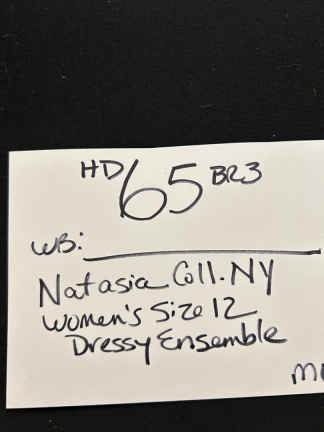 HD 65 BR3
WB:
Natasia Coll. NY
Women's Size 12
Dressy Ensemble